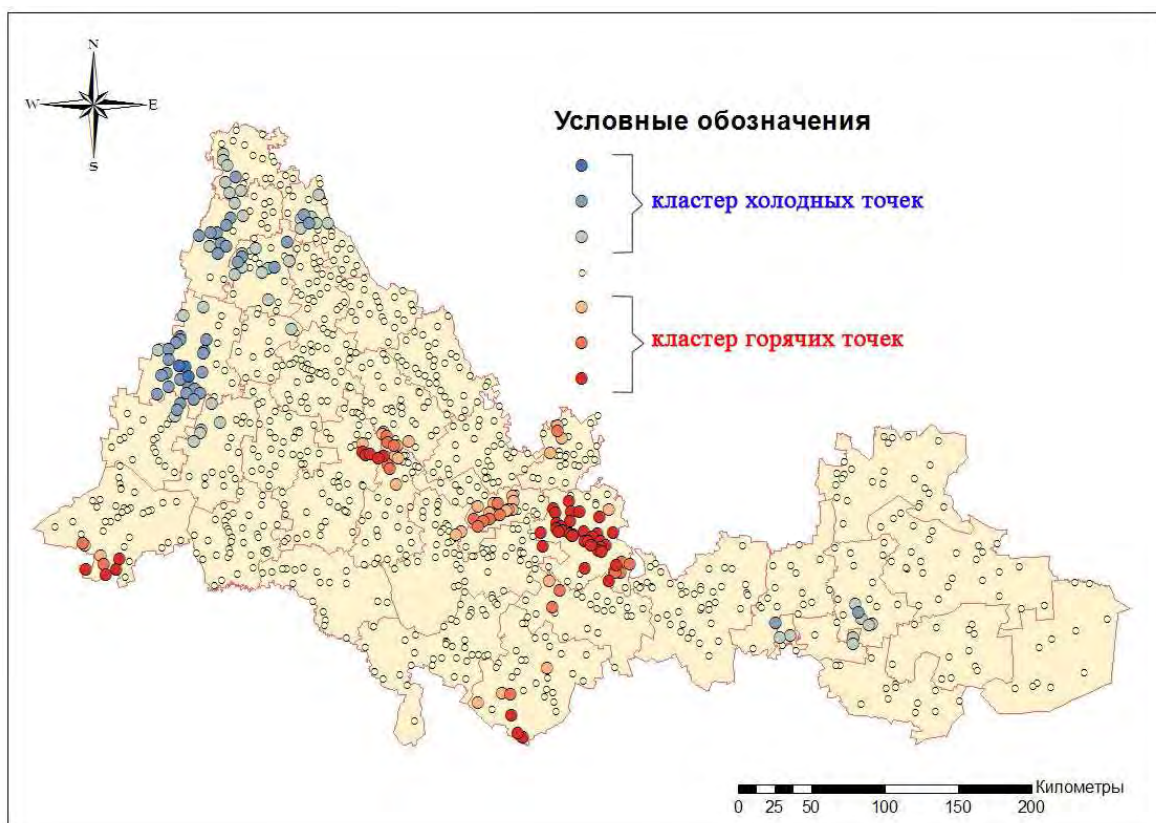 N
W E
S
Условные обозначения
кластер холодных точек
кластер горячих точек
Километры
0 25 50 100 150 200